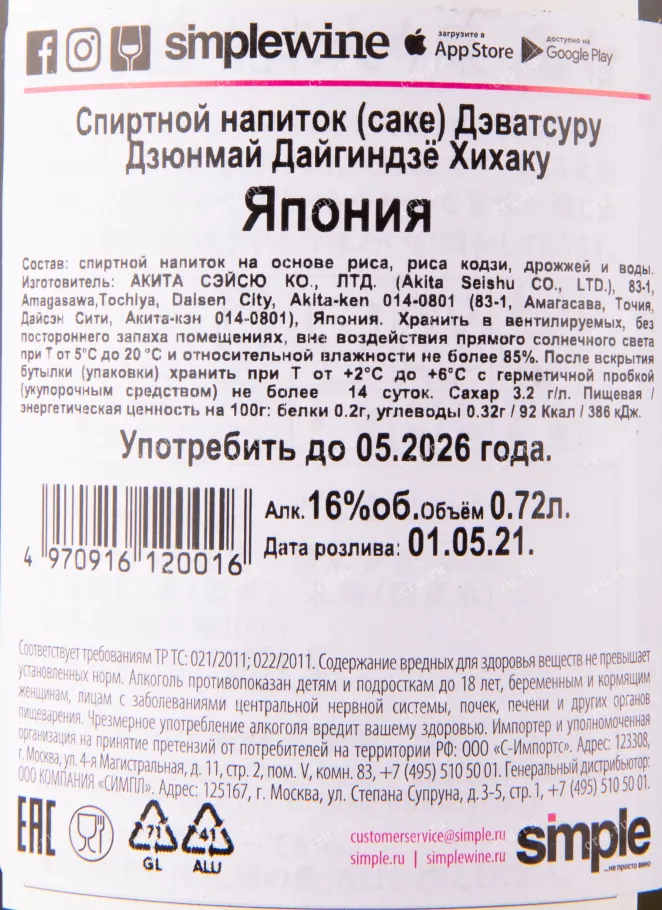 simplewine загрузите в App Store доступно на Google Play
Спиртной напиток (саке) Дэватсуру
Дзюнмай Дайгиндзё Хихаку
Япония
Состав: спиртной напиток на основе риса, риса кодзи, дрожжей и воды.
Изготовитель: АКИТА СЭЙСЮ КО., ЛТД. (Akita Seishu CO., LTD.), 83-1,
Amagasawa,Tochiya, Daisen City, Akita-ken 014-0801 (83-1, Амагасава, Точия,
Дайсэн Сити, Акита-кэн 014-0801), Япония. Хранить в вентилируемых, без
постороннего запаха помещениях, вне воздействия прямого солнечного света
при Т от 5°С до 20 °С и относительной влажности не более 85%. После вскрытия
бутылки (упаковки) хранить при Т от +2°С до +6°С с герметичной пробкой
(укупорочным средством) не более 14 суток. Сахар 3.2 г/л. Пищевая /
энергетическая ценность на 100г: белки 0.2г, углеводы 0.32г / 92 Ккал / 386 кДж.
Употребить до 05.2026 года.
Алк. 16%об. Объём 0.72л.
Дата розлива: 01.05.21.
4 970916 120016
Соответствует требованиям ТР ТС: 021/2011; 022/2011. Содержание вредных для здоровья веществ не превышает
установленных норм. Алкоголь противопоказан детям и подросткам до 18 лет, беременным и кормящим
женщинам, лицам с заболеваниями центральной нервной системы, почек, печени и других органов
пищеварения. Чрезмерное употребление алкоголя вредит вашему здоровью. Импортер и уполномоченная
организация на принятие претензий от потребителей на территории РФ: ООО «С-Импортс». Адрес: 123308,
г. Москва, ул. 4-я Магистральная, д. 11, стр. 2, пом. V, комн. 83, +7 (495) 510 50 01. Генеральный дистрибьютор:
ООО КОМПАНИЯ «СИМПЛ». Адрес: 125167, г. Москва, ул. Степана Супруна, д. 3-5, стр. 1, +7 (495) 510 50 01.
EAC
71
GL
41
ALU
customerservice@simple.ru
simple.ru | simplewine.ru
simple
...не просто вино